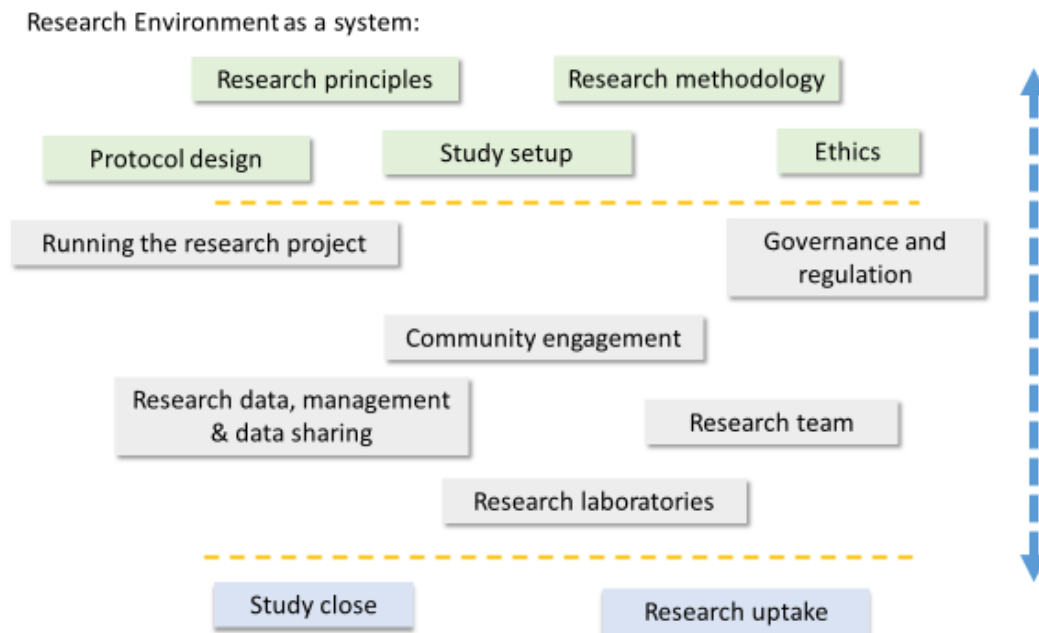 Research Environment as a system:
Research principles
Research methodology
Protocol design
Study setup
Ethics
Running the research project
Governance and
regulation
Community engagement
Research data, management
& data sharing
Research team
Research laboratories
Study close
Research uptake